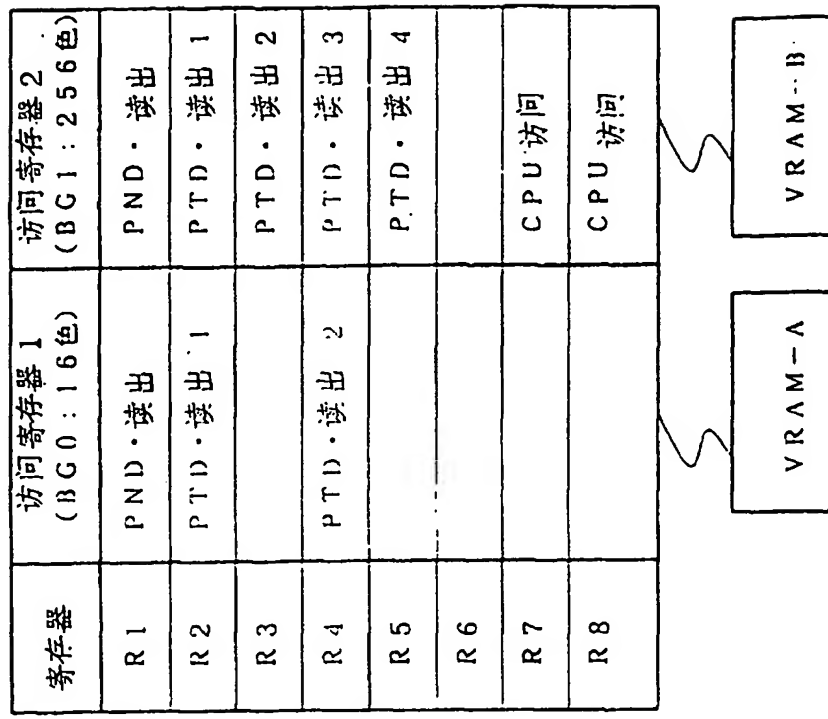 寄存器
访问寄存器 1
(BG0:16色)
访问寄存器 2
(BG1:256色)
R1
PND·读出
PND·读出
R2
PTD·读出 1
PTD·读出 1
R3
PTD·读出 2
R4
PTD·读出 2
PTD·读出 3
R5
PTD·读出 4
R6
R7
CPU访问
R8
CPU访问
VRAM-A
VRAM-B